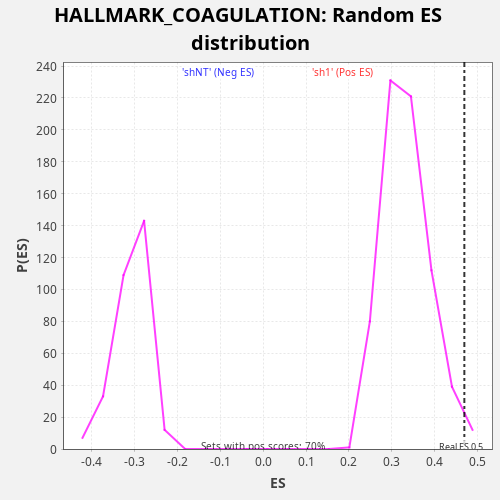 HALLMARK_COAGULATION: Random ES
distribution
'shNT' (Neg ES) 'sh1' (Pos ES)
240
220
200
180
160
140
120
100
80
60
40
20
0
P(ES)
Sets with pos scores: 70%
Real ES 0.5
-0.4 -0.3 -0.2 -0.1 0.0 0.1 0.2 0.3 0.4 0.5
ES